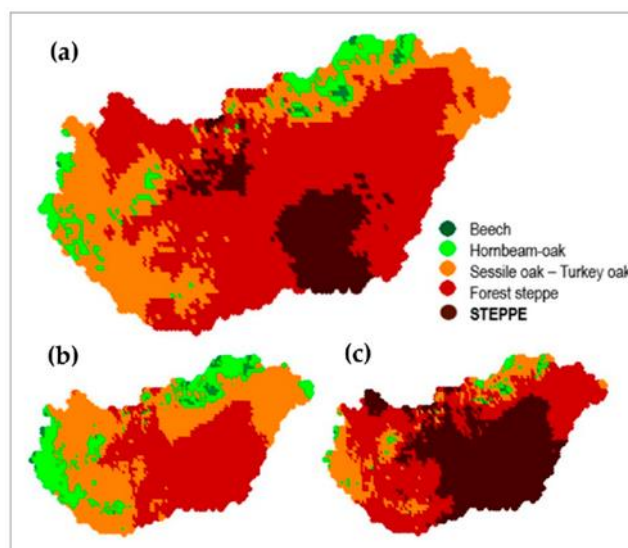 (a)
Beech
Hornbeam-oak
Sessile oak – Turkey oak
Forest steppe
STEPPE
(b)
(c)